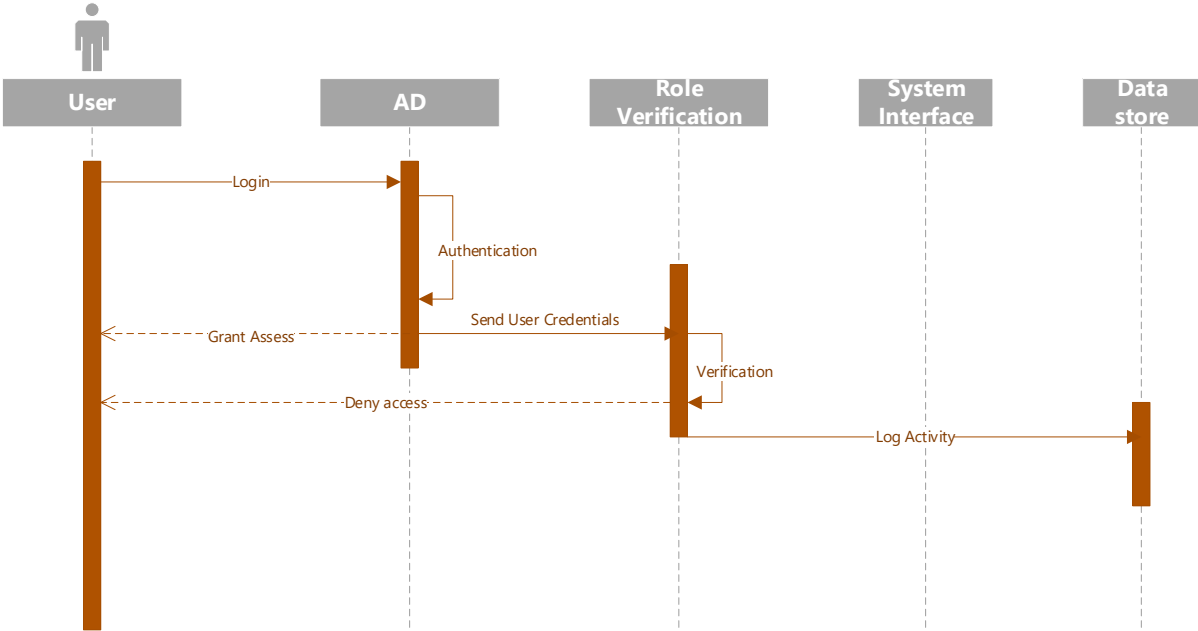 User
AD
Role
Verification
System
Interface
Data
store
Login
Authentication
Send User Credentials
Grant Assess
Verification
Deny access
Log Activity